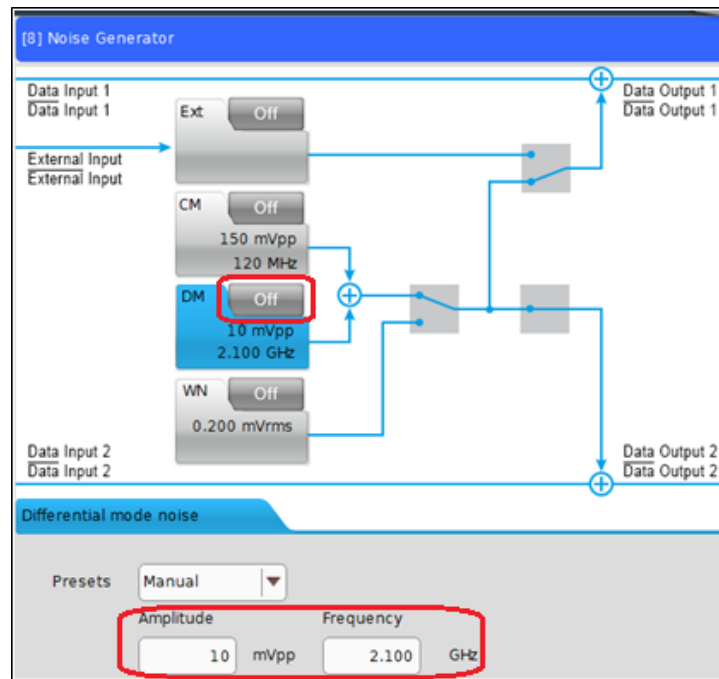 [8] Noise Generator
Data Input 1
Data Input 1
Data Output 1
Data Output 1
Ext
Off
External Input
External Input
CM
Off
150 mVpp
120 MHz
DM
Off
10 mVpp
2.100 GHz
WN
Off
0.200 mVrms
Data Input 2
Data Input 2
Data Output 2
Data Output 2
Differential mode noise
Presets Manual
Amplitude Frequency
10 mVpp 2.100 GHz